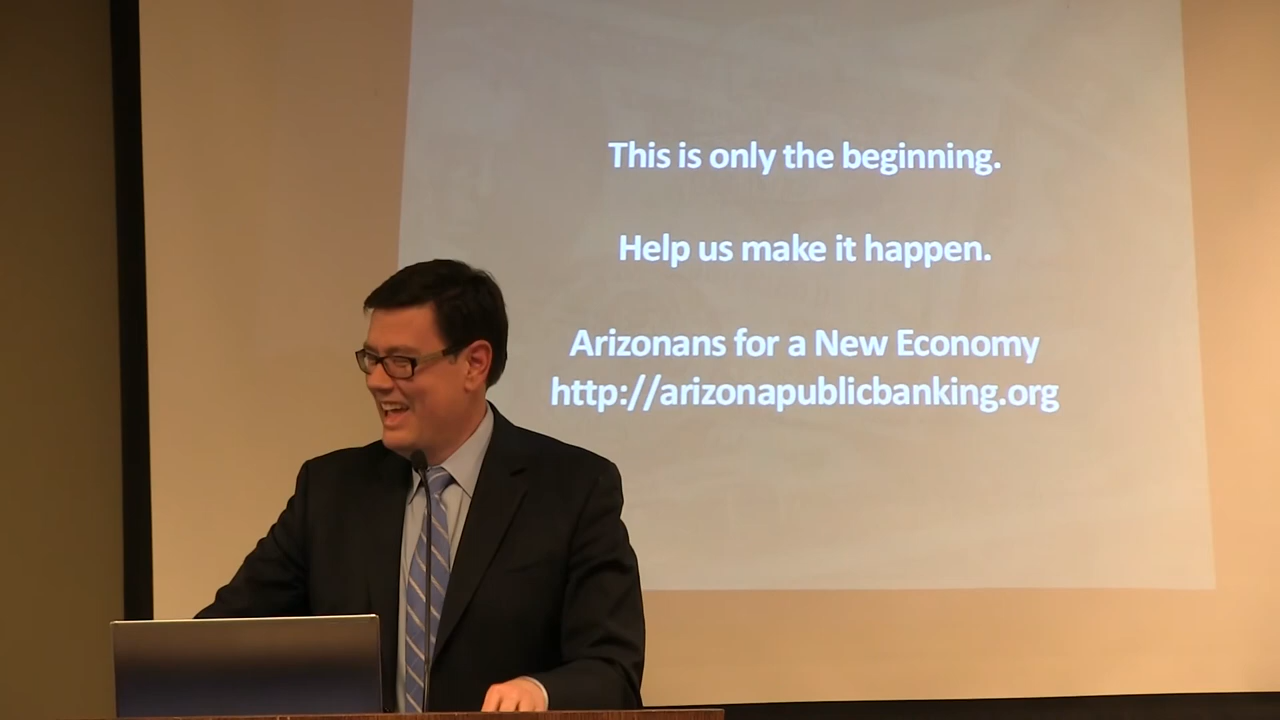 This is only the beginning.
Help us make it happen.
Arizonans for a New Economy
http://arizonapublicbanking.org